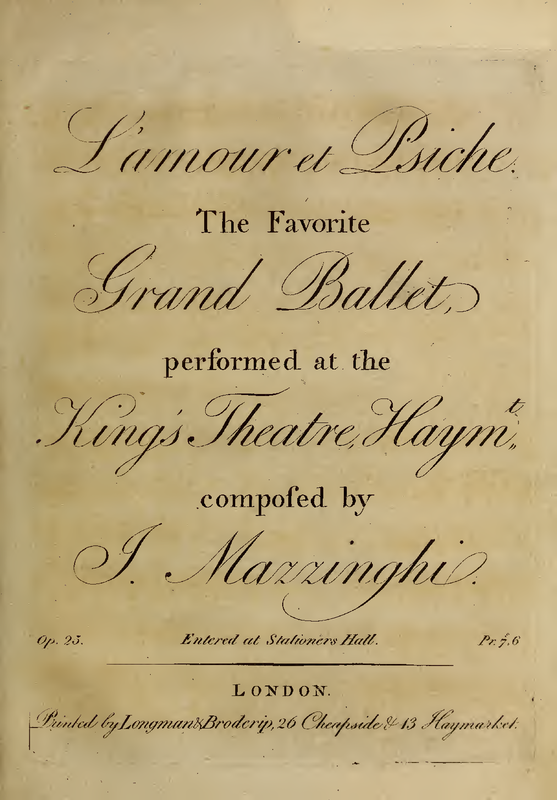 L'amour et Psiche.
The Favorite
Grand Ballet,
performed at the
King's Theatre, Haymt,,
compoſed by
J. Mazzinghi.
Op. 25. Entered at Stationers Hall. Pr. 7.6
LONDON.
Printed by Longman & Broderip, 26 Cheapside & 13 Haymarket.